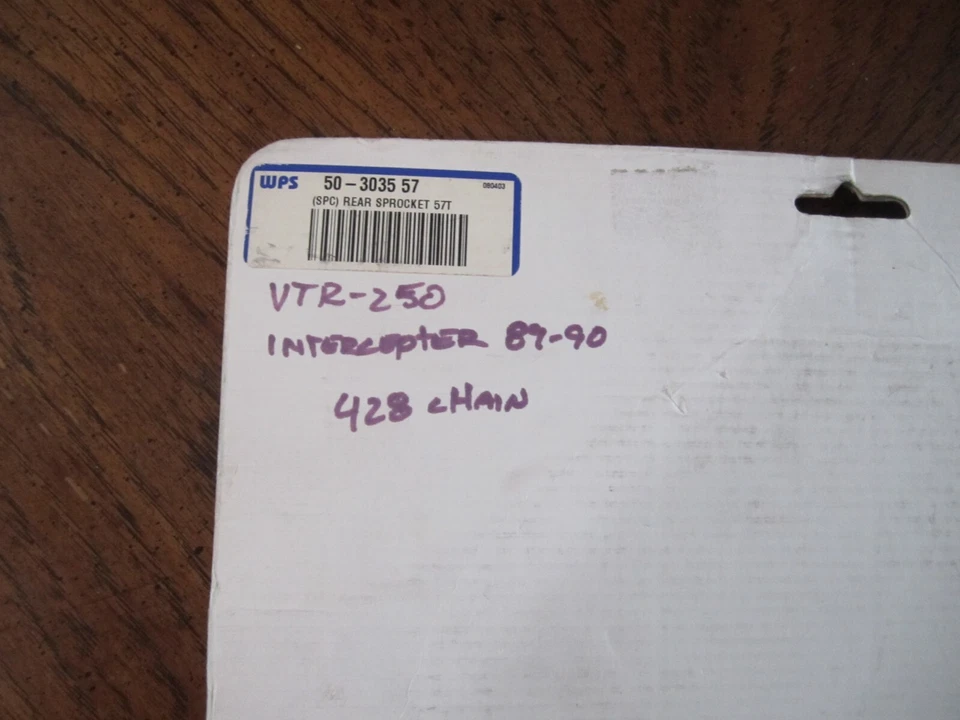 WPS 50-3035 57 080403
(SPC) REAR SPROCKET 57T
VTR-250
INTERCEPTER 89-90
428 CHAIN